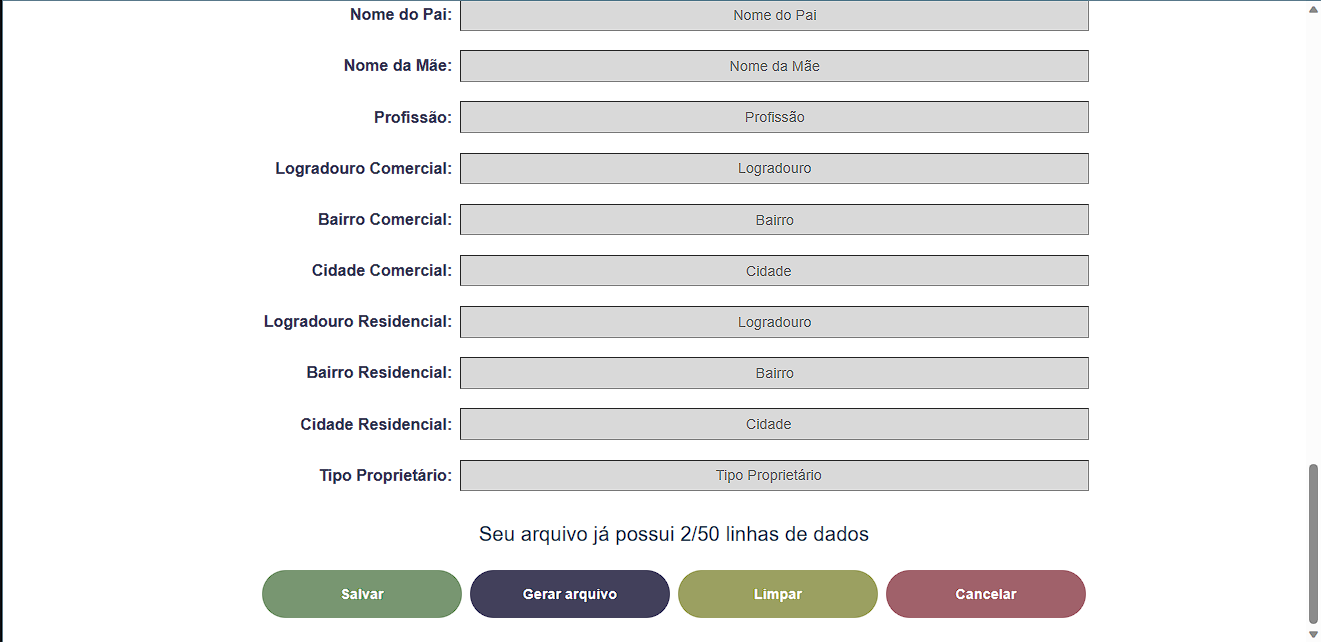 Nome do Pai: Nome do Pai
Nome da Mãe: Nome da Mãe
Profissão: Profissão
Logradouro Comercial: Logradouro
Bairro Comercial: Bairro
Cidade Comercial: Cidade
Logradouro Residencial: Logradouro
Bairro Residencial: Bairro
Cidade Residencial: Cidade
Tipo Proprietário: Tipo Proprietário
Seu arquivo já possui 2/50 linhas de dados
Salvar Gerar arquivo Limpar Cancelar